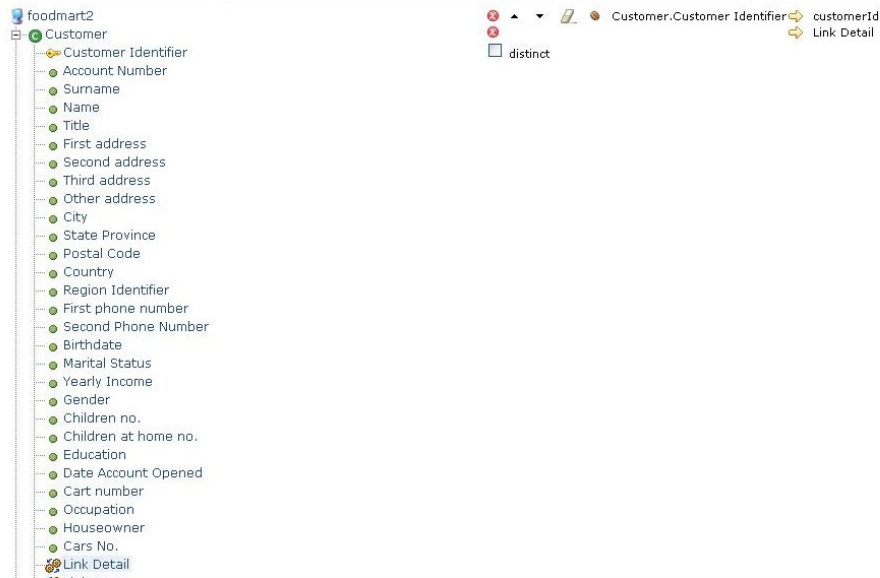 foodmart2
Customer
Customer Identifier
Account Number
Surname
Name
Title
First address
Second address
Third address
Other address
City
State Province
Postal Code
Country
Region Identifier
First phone number
Second Phone Number
Birthdate
Marital Status
Yearly Income
Gender
Children no.
Children at home no.
Education
Date Account Opened
Cart number
Occupation
Houseowner
Cars No.
Link Detail
Customer.Customer Identifier customerId
Link Detail
distinct